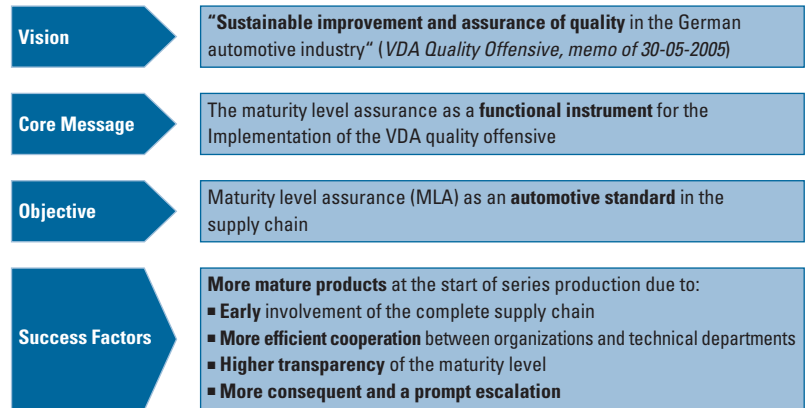 Vision
“Sustainable improvement and assurance of quality in the German
automotive industry“ (VDA Quality Offensive, memo of 30-05-2005)
Core Message
The maturity level assurance as a functional instrument for the
Implementation of the VDA quality offensive
Objective
Maturity level assurance (MLA) as an automotive standard in the
supply chain
Success Factors
More mature products at the start of series production due to:
▪ Early involvement of the complete supply chain
▪ More efficient cooperation between organizations and technical departments
▪ Higher transparency of the maturity level
▪ More consequent and a prompt escalation